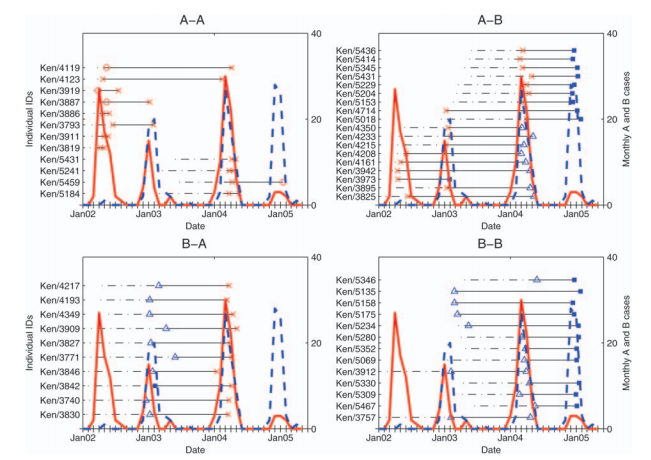 A–A
40
20
0
Individual IDs
Ken/4119
Ken/4123
Ken/3919
Ken/3887
Ken/3886
Ken/3793
Ken/3911
Ken/3819
Ken/5431
Ken/5241
Ken/5459
Ken/5184
Jan02
Jan03
Jan04
Jan05
Date
A–B
Ken/5436
Ken/5414
Ken/5345
Ken/5431
Ken/5229
Ken/5204
Ken/5153
Ken/4714
Ken/5018
Ken/4350
Ken/4233
Ken/4215
Ken/4208
Ken/4161
Ken/3942
Ken/3973
Ken/3895
Ken/3825
40
20
0
Monthly A and B cases
Jan02
Jan03
Jan04
Jan05
Date
B–A
40
20
0
Individual IDs
Ken/4217
Ken/4193
Ken/4349
Ken/3909
Ken/3827
Ken/3771
Ken/3846
Ken/3842
Ken/3740
Ken/3830
Jan02
Jan03
Jan04
Jan05
Date
B–B
Ken/5346
Ken/5135
Ken/5158
Ken/5175
Ken/5234
Ken/5280
Ken/5352
Ken/5069
Ken/3912
Ken/5330
Ken/5309
Ken/5467
Ken/3757
40
20
0
Monthly A and B cases
Jan02
Jan03
Jan04
Jan05
Date